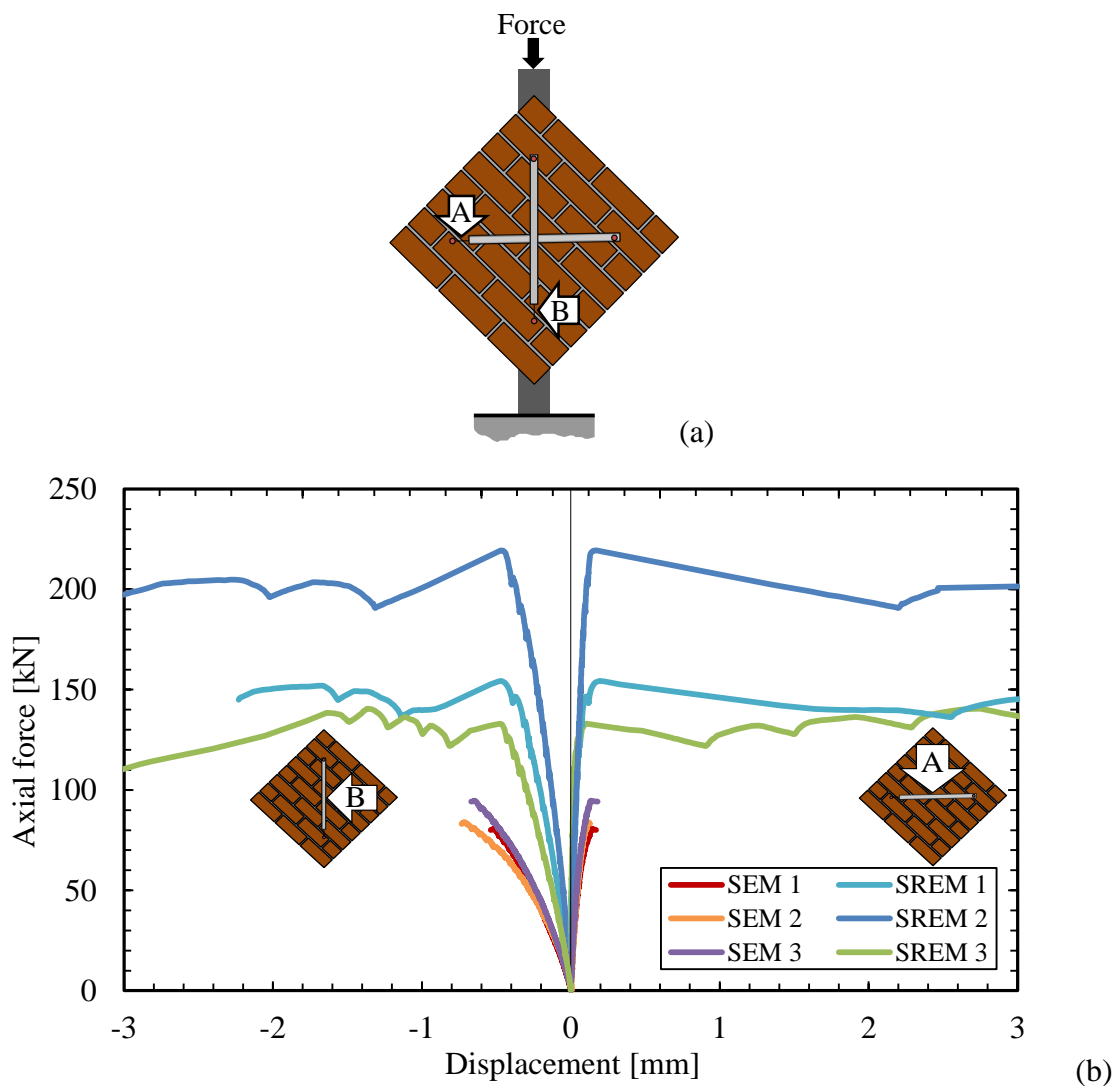 Force
A
B
(a)
250
200
150
100
50
0
Axial force [kN]
B
A
SEM 1
SREM 1
SEM 2
SREM 2
SEM 3
SREM 3
-3
-2
-1
0
1
2
3
Displacement [mm]
(b)